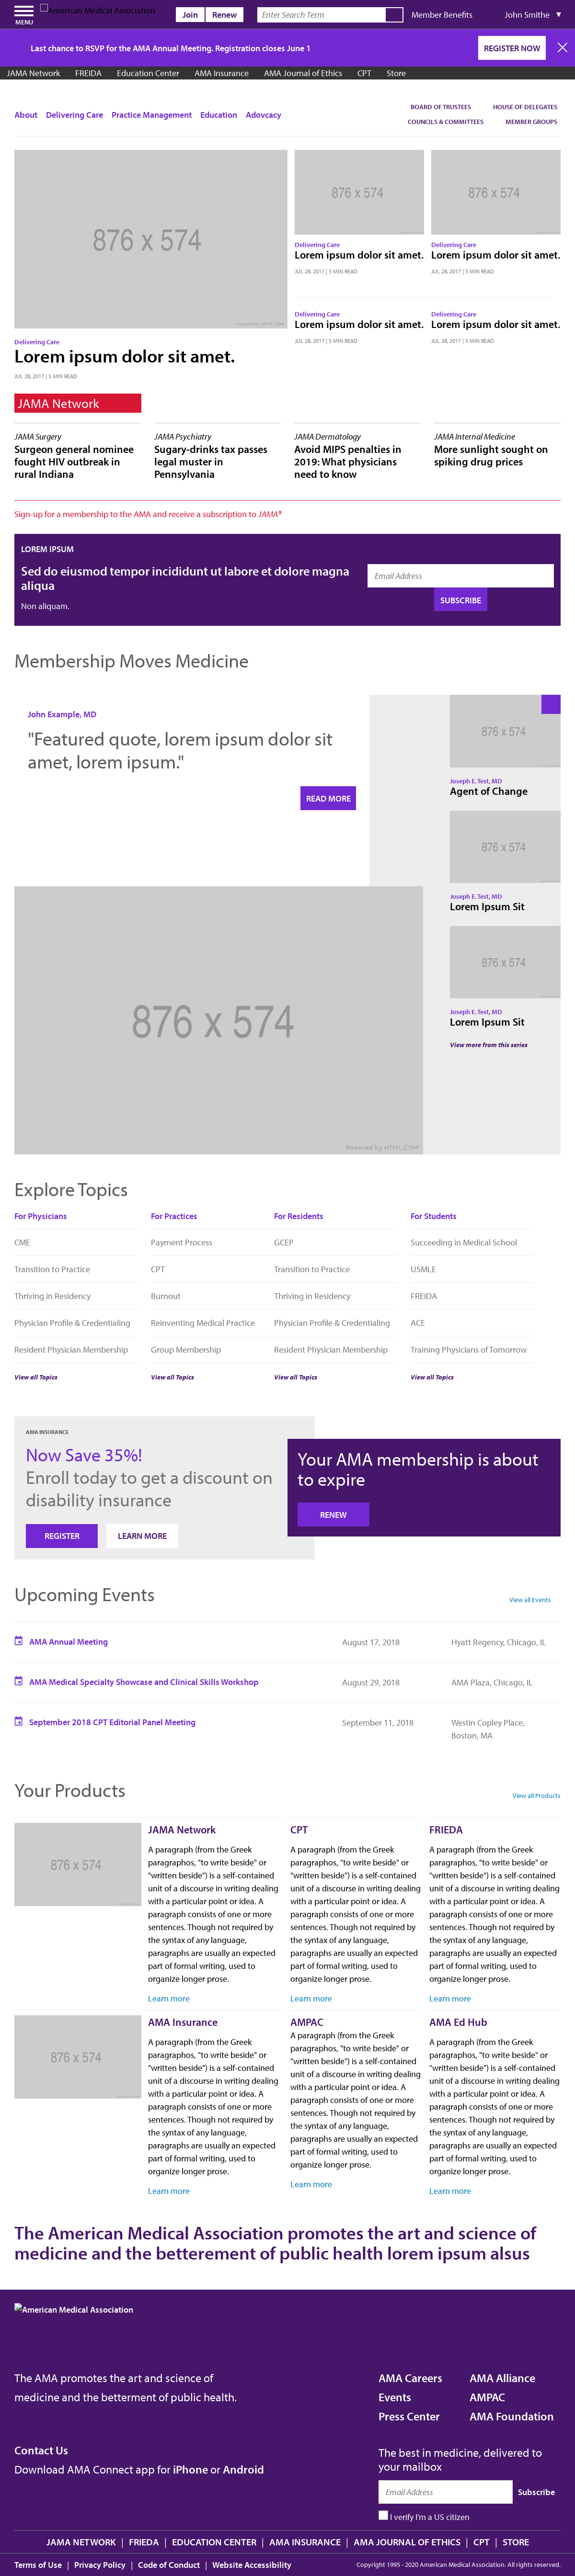 MENU
American Medical Association
Join
Renew
Enter Search Term
Member Benefits
John Smithe ▼
Last chance to RSVP for the AMA Annual Meeting. Registration closes June 1
REGISTER NOW
JAMA Network FREIDA Education Center AMA Insurance AMA Journal of Ethics CPT Store
About Delivering Care Practice Management Education Adovcacy
BOARD OF TRUSTEES HOUSE OF DELEGATES
COUNCILS & COMMITTEES MEMBER GROUPS
876 x 574
Powered by HTML.COM
Delivering Care
Lorem ipsum dolor sit amet.
JUL 28, 2017 | 5 MIN READ
876 x 574
Delivering Care
Lorem ipsum dolor sit amet.
JUL 28, 2017 | 5 MIN READ
876 x 574
Delivering Care
Lorem ipsum dolor sit amet.
JUL 28, 2017 | 5 MIN READ
Delivering Care
Lorem ipsum dolor sit amet.
JUL 28, 2017 | 5 MIN READ
Delivering Care
Lorem ipsum dolor sit amet.
JUL 28, 2017 | 5 MIN READ
JAMA Network
JAMA Surgery
Surgeon general nominee
fought HIV outbreak in
rural Indiana
JAMA Psychiatry
Sugary-drinks tax passes
legal muster in
Pennsylvania
JAMA Dermatology
Avoid MIPS penalties in
2019: What physicians
need to know
JAMA Internal Medicine
More sunlight sought on
spiking drug prices
Sign-up for a membership to the AMA and receive a subscription to JAMA®
LOREM IPSUM
Sed do eiusmod tempor incididunt ut labore et dolore magna
aliqua
Non aliquam.
Email Address
SUBSCRIBE
Membership Moves Medicine
John Example, MD
"Featured quote, lorem ipsum dolor sit
amet, lorem ipsum."
READ MORE
876 x 574
Powered by HTML.COM
876 x 574
Joseph E. Test, MD
Agent of Change
876 x 574
Joseph E. Test, MD
Lorem Ipsum Sit
876 x 574
Joseph E. Test, MD
Lorem Ipsum Sit
View more from this series
Explore Topics
For Physicians
CME
Transition to Practice
Thriving in Residency
Physician Profile & Credentialing
Resident Physician Membership
View all Topics
For Practices
Payment Process
CPT
Burnout
Reinventing Medical Practice
Group Membership
View all Topics
For Residents
GCEP
Transition to Practice
Thriving in Residency
Physician Profile & Credentialing
Resident Physician Membership
View all Topics
For Students
Succeeding in Medical School
USMLE
FREIDA
ACE
Training Physicians of Tomorrow
View all Topics
AMA INSURANCE
Now Save 35%!
Enroll today to get a discount on
disability insurance
REGISTER
LEARN MORE
Your AMA membership is about
to expire
RENEW
Upcoming Events
View all Events
AMA Annual Meeting August 17, 2018 Hyatt Regency, Chicago, IL
AMA Medical Specialty Showcase and Clinical Skills Workshop August 29, 2018 AMA Plaza, Chicago, IL
September 2018 CPT Editorial Panel Meeting September 11, 2018 Westin Copley Place,
Boston, MA
Your Products
View all Products
876 x 574
JAMA Network
A paragraph (from the Greek
paragraphos, "to write beside" or
"written beside") is a self-contained
unit of a discourse in writing dealing
with a particular point or idea. A
paragraph consists of one or more
sentences. Though not required by
the syntax of any language,
paragraphs are usually an expected
part of formal writing, used to
organize longer prose.
Learn more
CPT
A paragraph (from the Greek
paragraphos, "to write beside" or
"written beside") is a self-contained
unit of a discourse in writing dealing
with a particular point or idea. A
paragraph consists of one or more
sentences. Though not required by
the syntax of any language,
paragraphs are usually an expected
part of formal writing, used to
organize longer prose.
Learn more
FRIEDA
A paragraph (from the Greek
paragraphos, "to write beside" or
"written beside") is a self-contained
unit of a discourse in writing dealing
with a particular point or idea. A
paragraph consists of one or more
sentences. Though not required by
the syntax of any language,
paragraphs are usually an expected
part of formal writing, used to
organize longer prose.
Learn more
876 x 574
AMA Insurance
A paragraph (from the Greek
paragraphos, "to write beside" or
"written beside") is a self-contained
unit of a discourse in writing dealing
with a particular point or idea. A
paragraph consists of one or more
sentences. Though not required by
the syntax of any language,
paragraphs are usually an expected
part of formal writing, used to
organize longer prose.
Learn more
AMPAC
A paragraph (from the Greek
paragraphos, "to write beside" or
"written beside") is a self-contained
unit of a discourse in writing dealing
with a particular point or idea. A
paragraph consists of one or more
sentences. Though not required by
the syntax of any language,
paragraphs are usually an expected
part of formal writing, used to
organize longer prose.
Learn more
AMA Ed Hub
A paragraph (from the Greek
paragraphos, "to write beside" or
"written beside") is a self-contained
unit of a discourse in writing dealing
with a particular point or idea. A
paragraph consists of one or more
sentences. Though not required by
the syntax of any language,
paragraphs are usually an expected
part of formal writing, used to
organize longer prose.
Learn more
The American Medical Association promotes the art and science of
medicine and the betterement of public health lorem ipsum alsus
American Medical Association
The AMA promotes the art and science of
medicine and the betterment of public health.
AMA Careers AMA Alliance
Events AMPAC
Press Center AMA Foundation
Contact Us
Download AMA Connect app for iPhone or Android
The best in medicine, delivered to
your mailbox
Email Address
Subscribe
I verify I'm a US citizen
JAMA NETWORK | FRIEDA | EDUCATION CENTER | AMA INSURANCE | AMA JOURNAL OF ETHICS | CPT | STORE
Terms of Use | Privacy Policy | Code of Conduct | Website Accessibility
Copyright 1995 - 2020 American Medical Association. All rights reserved.